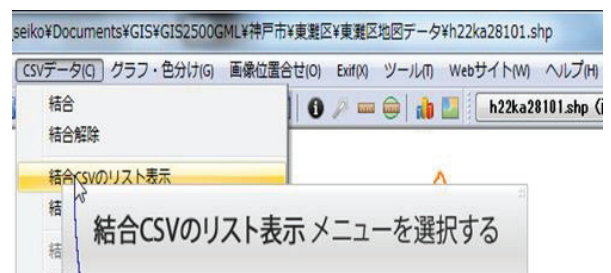 _seiko¥Documents¥GIS¥GIS2500GML¥神戸市¥東灘区¥東灘区地図データ¥h22ka28101.shp
CSVデータ(C) グラフ・色分け(G) 画像位置合せ(O) Exif(X) ツール(T) Webサイト(W) ヘルプ(H)
結合
h22ka28101.shp (i
結合解除
結合CSVのリスト表示
結
結合CSVのリスト表示 メニューを選択する
結